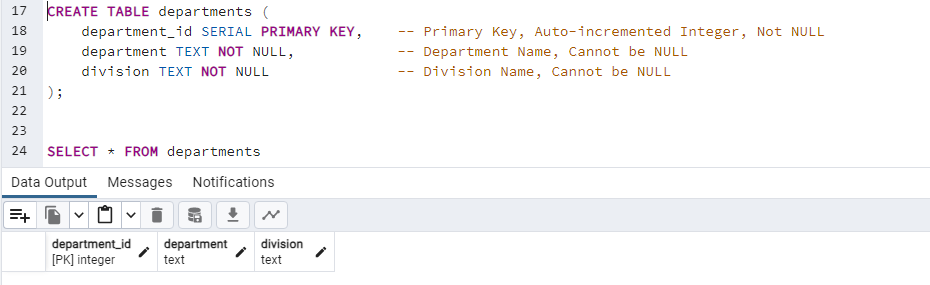 17 CREATE TABLE departments (
18 department_id SERIAL PRIMARY KEY, -- Primary Key, Auto-incremented Integer, Not NULL
19 department TEXT NOT NULL, -- Department Name, Cannot be NULL
20 division TEXT NOT NULL -- Division Name, Cannot be NULL
21 );
22
23
24 SELECT * FROM departments
Data Output Messages Notifications
department_id department division
[PK] integer text text